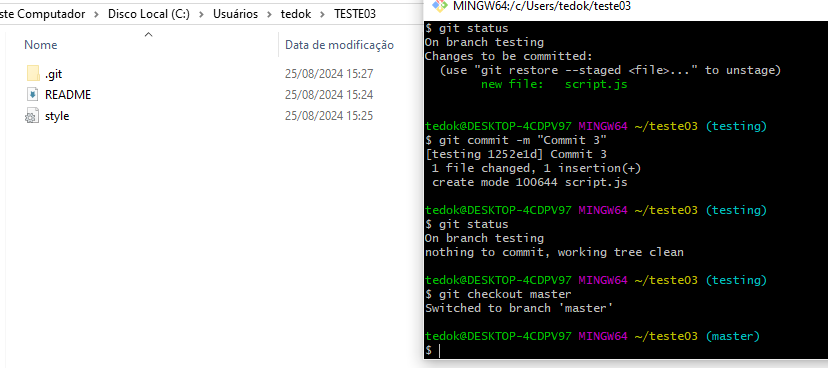 ste Computador > Disco Local (C:) > Usuários > tedok > TESTE03
Nome Data de modificação
.git 25/08/2024 15:27
README 25/08/2024 15:24
style 25/08/2024 15:25
MINGW64:/c/Users/tedok/teste03
$ git status
On branch testing
Changes to be committed:
(use "git restore --staged <file>..." to unstage)
new file: script.js
tedok@DESKTOP-4CDPV97 MINGW64 ~/teste03 (testing)
$ git commit -m "Commit 3"
[testing 1252e1d] Commit 3
1 file changed, 1 insertion(+)
create mode 100644 script.js
tedok@DESKTOP-4CDPV97 MINGW64 ~/teste03 (testing)
$ git status
On branch testing
nothing to commit, working tree clean
tedok@DESKTOP-4CDPV97 MINGW64 ~/teste03 (testing)
$ git checkout master
Switched to branch 'master'
tedok@DESKTOP-4CDPV97 MINGW64 ~/teste03 (master)
$